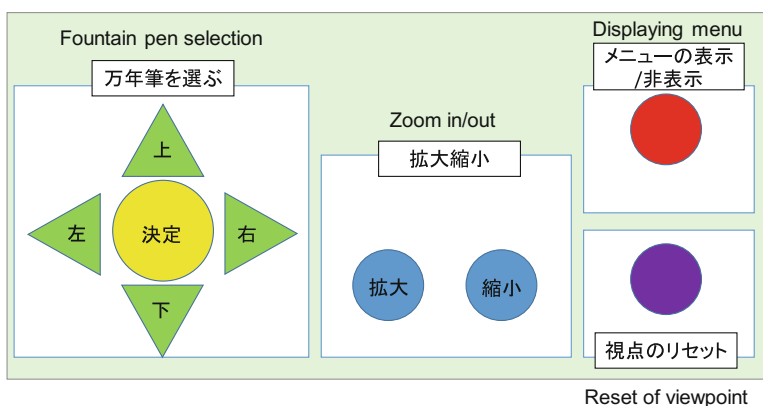 Fountain pen selection
万年筆を選ぶ
上
左
決定
右
下
Zoom in/out
拡大縮小
拡大
縮小
Displaying menu
メニューの表示
/非表示
視点のリセット
Reset of viewpoint